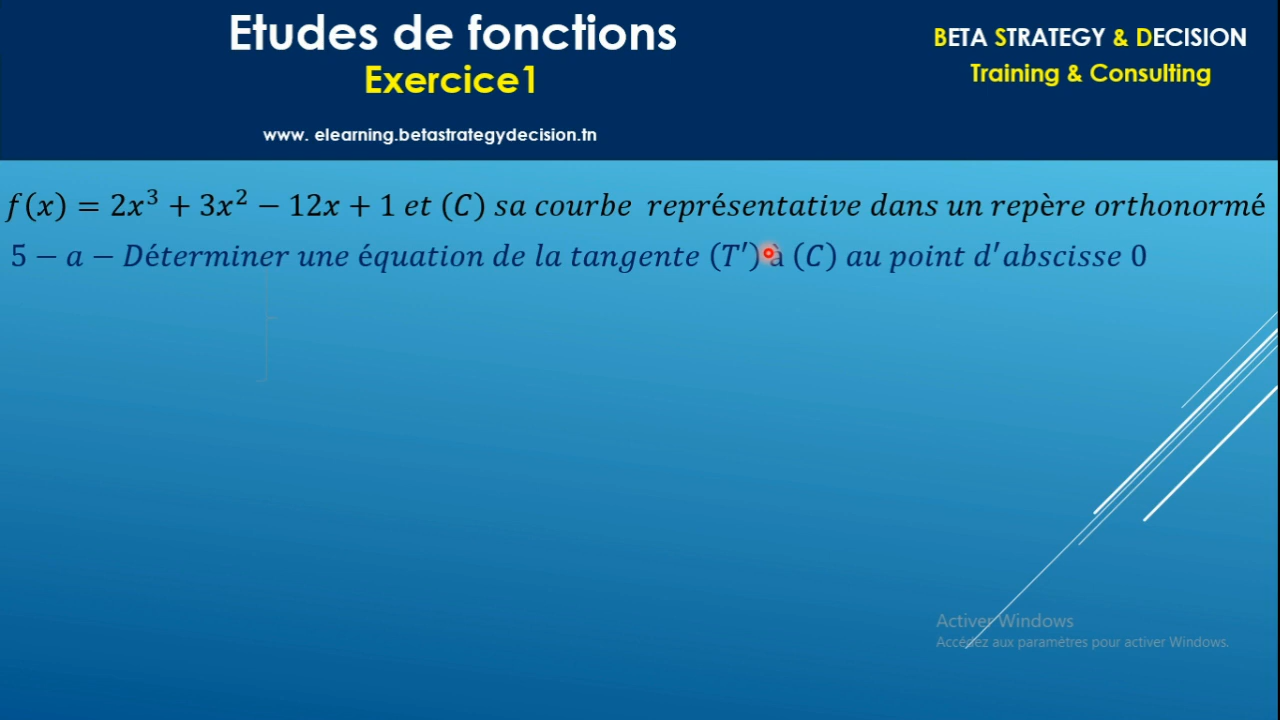 Etudes de fonctions
Exercice1
www. elearning.betastrategydecision.tn
BETA STRATEGY & DECISION
Training & Consulting
f(x) = 2x³ + 3x² − 12x + 1 et (C) sa courbe représentative dans un repère orthonormé
5 − a − Déterminer une équation de la tangente (T′) à (C) au point d′abscisse 0
Activer Windows
Accédez aux paramètres pour activer Windows.